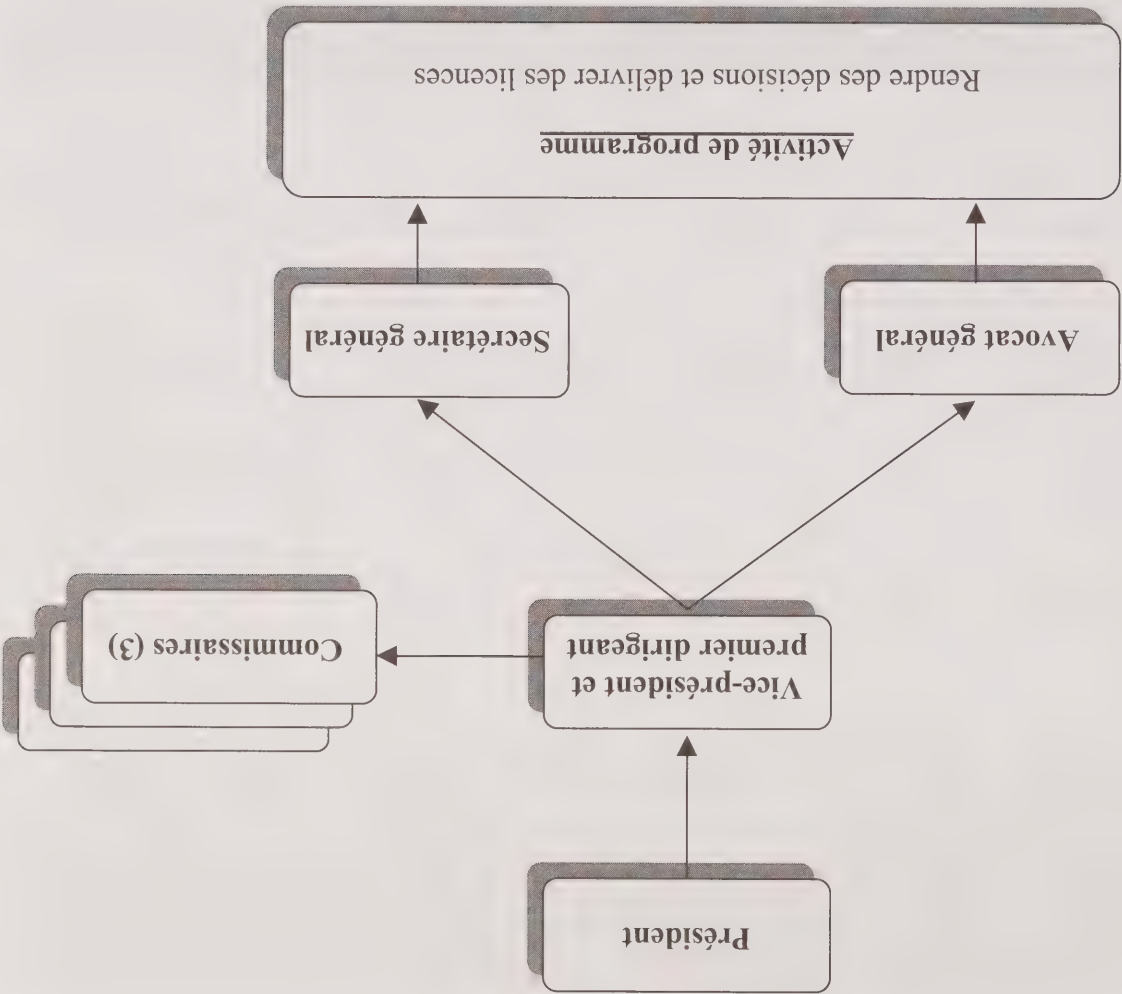 Président
Vice-président et
premier dirigeant
Commissaires (3)
Avocat général
Secrétaire général
Activité de programme
Rendre des décisions et délivrer des licences